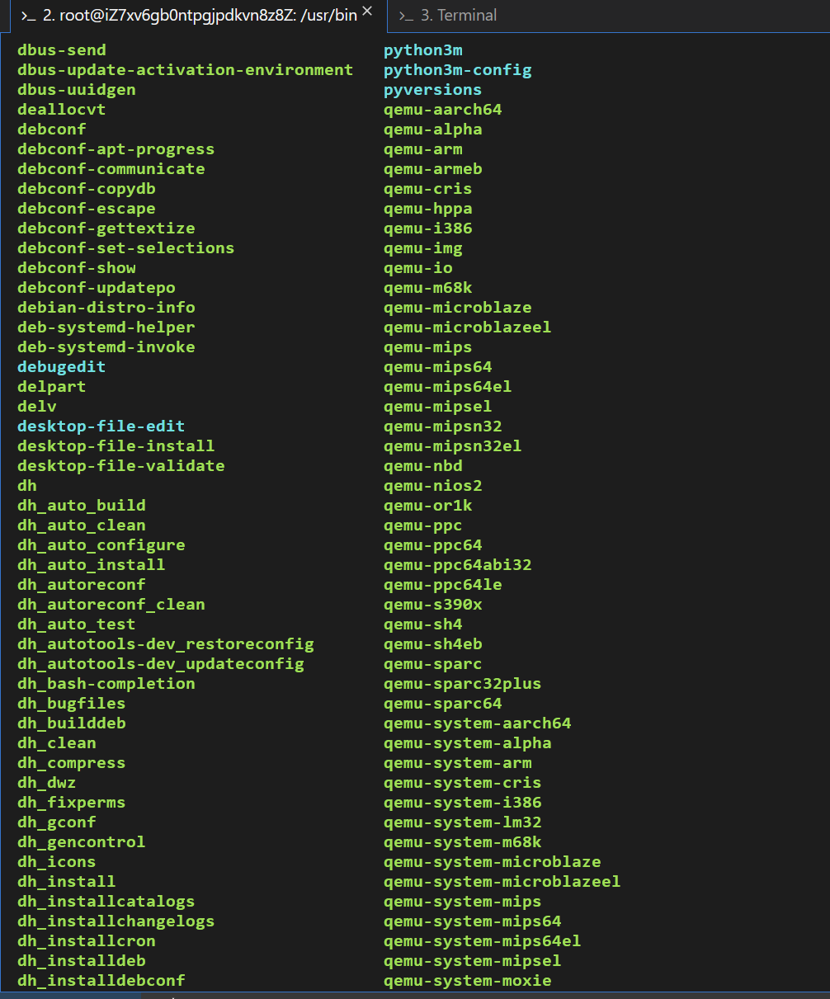 2. root@iZ7xv6gb0ntpgjpdkvn8z8Z: /usr/bin 3. Terminal
dbus-send python3m
dbus-update-activation-environment python3m-config
dbus-uuidgen pyversions
deallocvt qemu-aarch64
debconf qemu-alpha
debconf-apt-progress qemu-arm
debconf-communicate qemu-armeb
debconf-copydb qemu-cris
debconf-escape qemu-hppa
debconf-gettextize qemu-i386
debconf-set-selections qemu-img
debconf-show qemu-io
debconf-updatepo qemu-m68k
debian-distro-info qemu-microblaze
deb-systemd-helper qemu-microblazeel
deb-systemd-invoke qemu-mips
debugedit qemu-mips64
delpart qemu-mips64el
delv qemu-mipsel
desktop-file-edit qemu-mipsn32
desktop-file-install qemu-mipsn32el
desktop-file-validate qemu-nbd
dh qemu-nios2
dh_auto_build qemu-or1k
dh_auto_clean qemu-ppc
dh_auto_configure qemu-ppc64
dh_auto_install qemu-ppc64abi32
dh_autoreconf qemu-ppc64le
dh_autoreconf_clean qemu-s390x
dh_auto_test qemu-sh4
dh_autotools-dev_restoreconfig qemu-sh4eb
dh_autotools-dev_updateconfig qemu-sparc
dh_bash-completion qemu-sparc32plus
dh_bugfiles qemu-sparc64
dh_builddeb qemu-system-aarch64
dh_clean qemu-system-alpha
dh_compress qemu-system-arm
dh_dwz qemu-system-cris
dh_fixperms qemu-system-i386
dh_gconf qemu-system-lm32
dh_gencontrol qemu-system-m68k
dh_icons qemu-system-microblaze
dh_install qemu-system-microblazeel
dh_installcatalogs qemu-system-mips
dh_installchangelogs qemu-system-mips64
dh_installcron qemu-system-mips64el
dh_installdeb qemu-system-mipsel
dh_installdebconf qemu-system-moxie